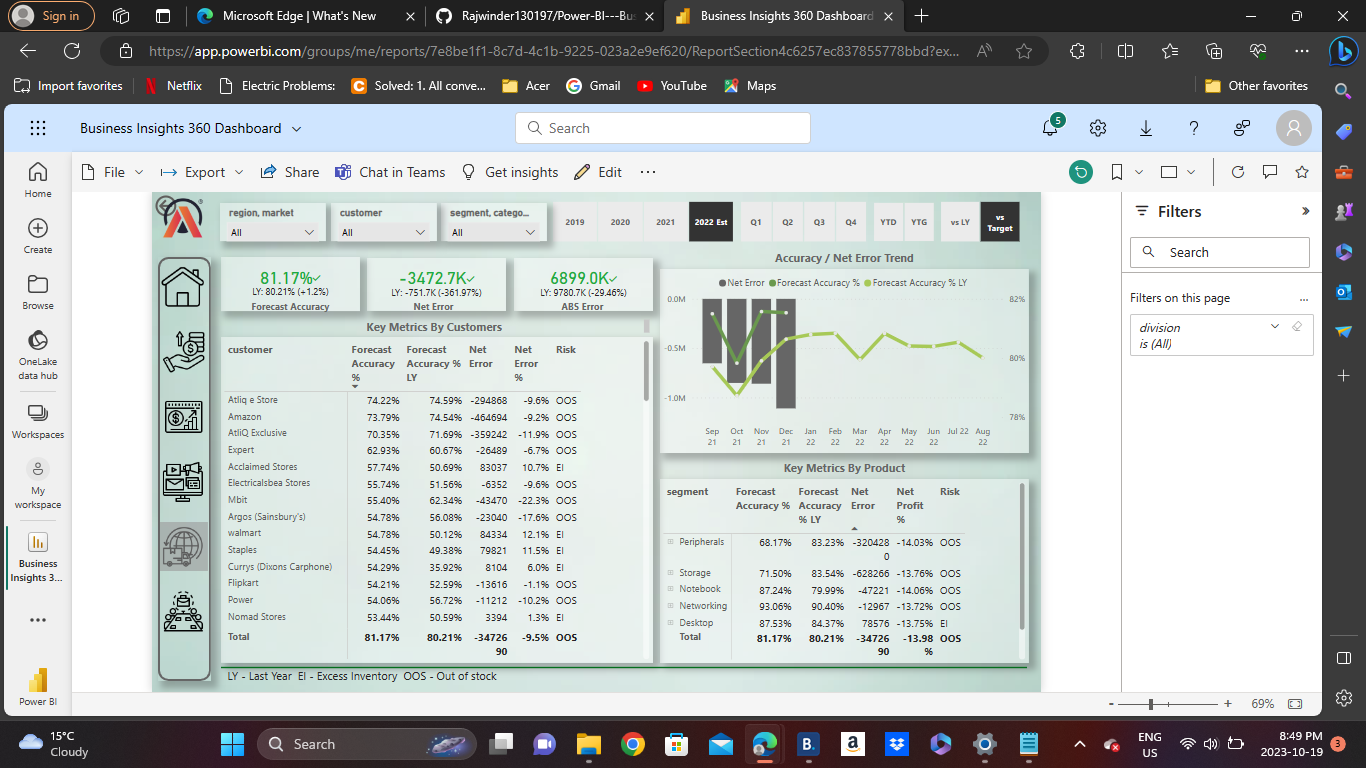 Sign in
Microsoft Edge | What's New
Rajwinder130197/Power-BI---Bus
Business Insights 360 Dashboard
https://app.powerbi.com/groups/me/reports/7e8be1f1-8c7d-4c1b-9225-023a2e9ef620/ReportSection4c6257ec837855778bbd?ex...
Import favorites
Netflix
Electric Problems:
Solved: 1. All conve...
Acer
Gmail
YouTube
Maps
Other favorites
Business Insights 360 Dashboard
Search
5
Home
Create
Browse
OneLake
data hub
Workspaces
My
workspace
Business
Insights 3...
Power BI
File
Export
Share
Chat in Teams
Get insights
Edit
region, market
All
customer
All
segment, catego...
All
2019
2020
2021
2022 Est
Q1
Q2
Q3
Q4
YTD
YTG
vs LY
vs
Target
81.17%
LY: 80.21% (+1.2%)
Forecast Accuracy
-3472.7K
LY: -751.7K (-361.97%)
Net Error
6899.0K
LY: 9780.7K (-29.46%)
ABS Error
Key Metrics By Customers
customer Forecast Accuracy % Forecast Accuracy % LY Net Error Net Error % Risk
Atliq e Store 74.22% 74.59% -294868 -9.6% OOS
Amazon 73.79% 74.54% -464694 -9.2% OOS
AtliQ Exclusive 70.35% 71.69% -359242 -11.9% OOS
Expert 62.93% 60.67% -26489 -6.7% OOS
Acclaimed Stores 57.74% 50.69% 83037 10.7% EI
Electricalsbea Stores 55.74% 51.56% -6352 -9.6% OOS
Mbit 55.40% 62.34% -43470 -22.3% OOS
Argos (Sainsbury's) 54.78% 56.08% -23040 -17.6% OOS
walmart 54.78% 50.12% 84334 12.1% EI
Staples 54.45% 49.38% 79821 11.5% EI
Currys (Dixons Carphone) 54.29% 35.92% 8104 6.0% EI
Flipkart 54.21% 52.59% -13616 -1.1% OOS
Power 54.06% 56.72% -11212 -10.2% OOS
Nomad Stores 53.44% 50.59% 3394 1.3% EI
Total 81.17% 80.21% -34726 -9.5% OOS
90
Accuracy / Net Error Trend
Net Error Forecast Accuracy % Forecast Accuracy % LY
0.0M
-0.5M
-1.0M
82%
80%
78%
Sep 21 Oct 21 Nov 21 Dec 21 Jan 22 Feb 22 Mar 22 Apr 22 May 22 Jun 22 Jul 22 Aug 22
Key Metrics By Product
segment Forecast Accuracy % Forecast Accuracy % LY Net Error Net Profit % Risk
Peripherals 68.17% 83.23% -320428 -14.03% OOS
0
Storage 71.50% 83.54% -628266 -13.76% OOS
Notebook 87.24% 79.99% -47221 -14.06% OOS
Networking 93.06% 90.40% -12967 -13.72% OOS
Desktop 87.53% 84.37% 78576 -13.75% EI
Total 81.17% 80.21% -34726 -13.98 OOS
90 %
LY - Last Year EI - Excess Inventory OOS - Out of stock
Filters
Search
Filters on this page
division
is (All)
69%
15°C
Cloudy
Search
ENG
US
8:49 PM
2023-10-19
3